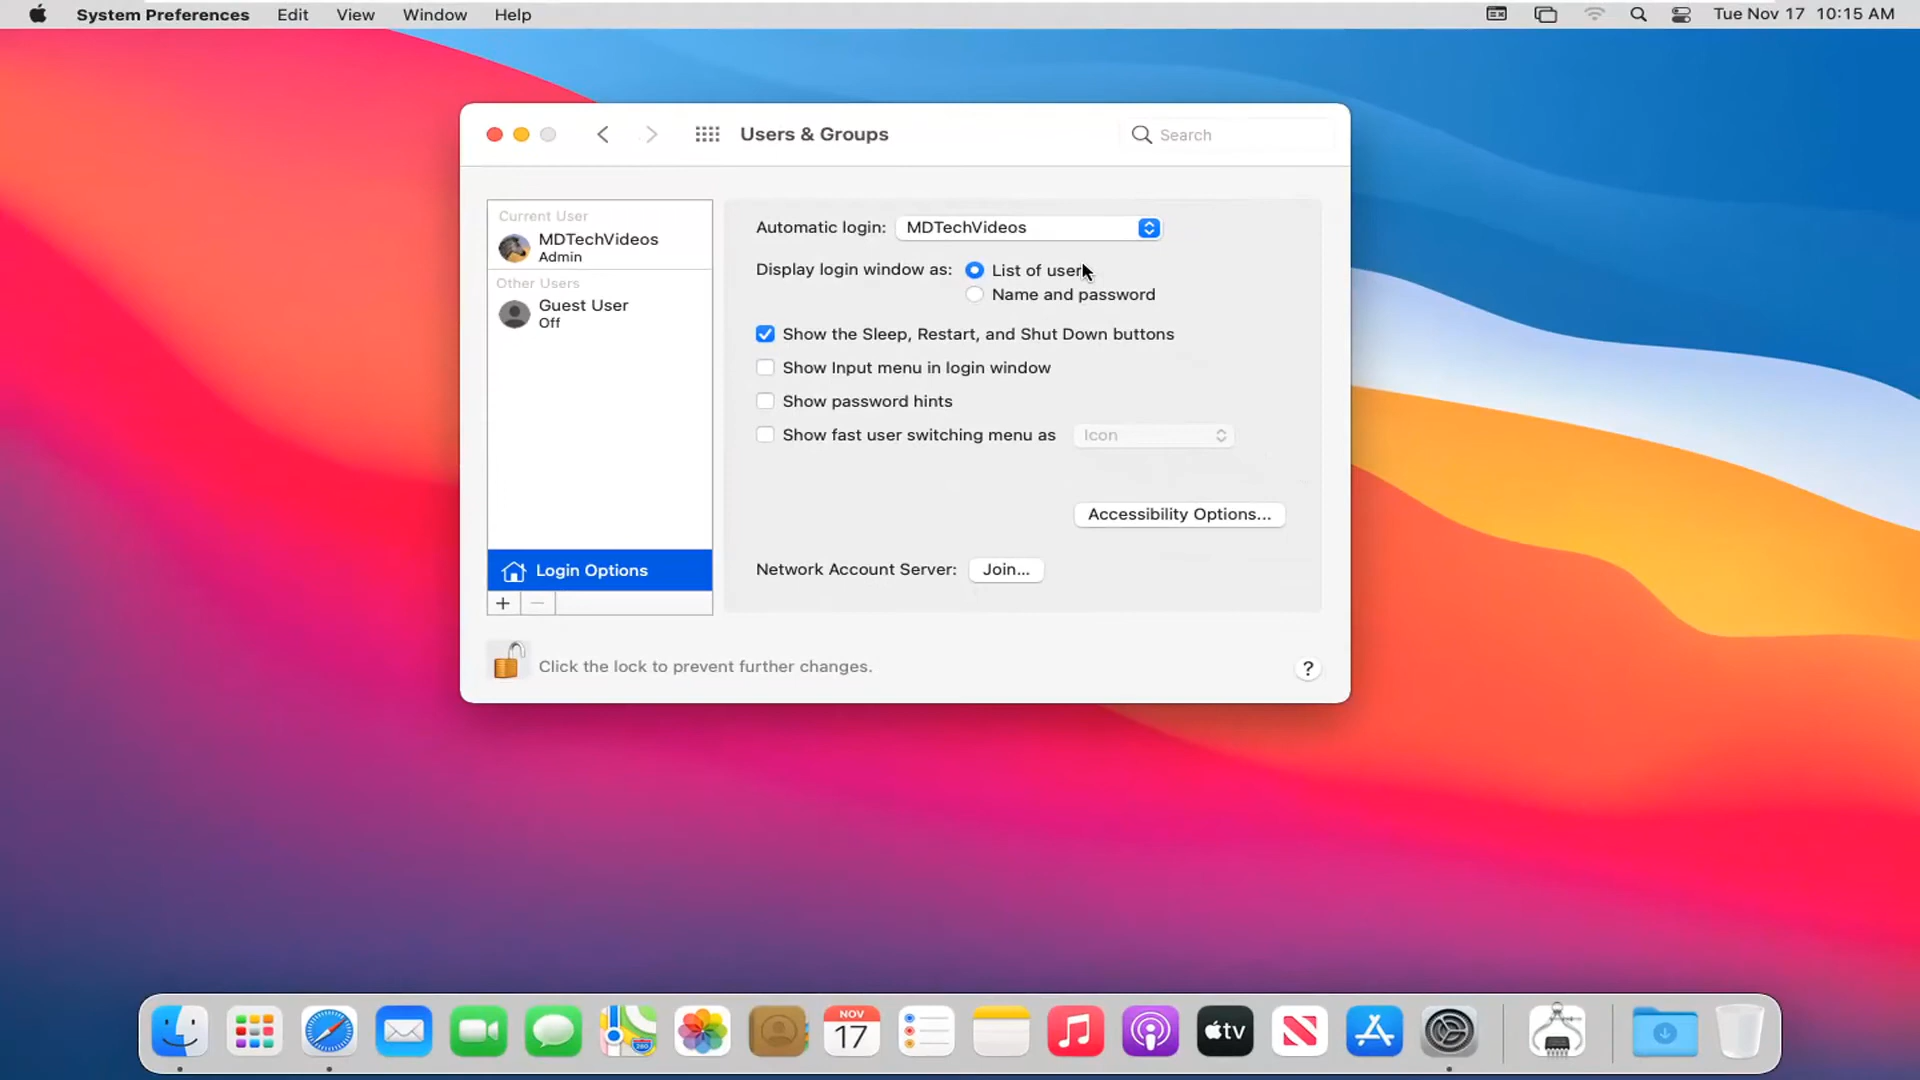 System Preferences Edit View Window Help Tue Nov 17 10:15 AM
Users & Groups
Search
Current User
MDTechVideos
Admin
Other Users
Guest User
Off
Login Options
Automatic login: MDTechVideos
Display login window as: List of user
Name and password
Show the Sleep, Restart, and Shut Down buttons
Show Input menu in login window
Show password hints
Show fast user switching menu as Icon
Accessibility Options...
Network Account Server: Join...
Click the lock to prevent further changes.
?
NOV
17
tv
280